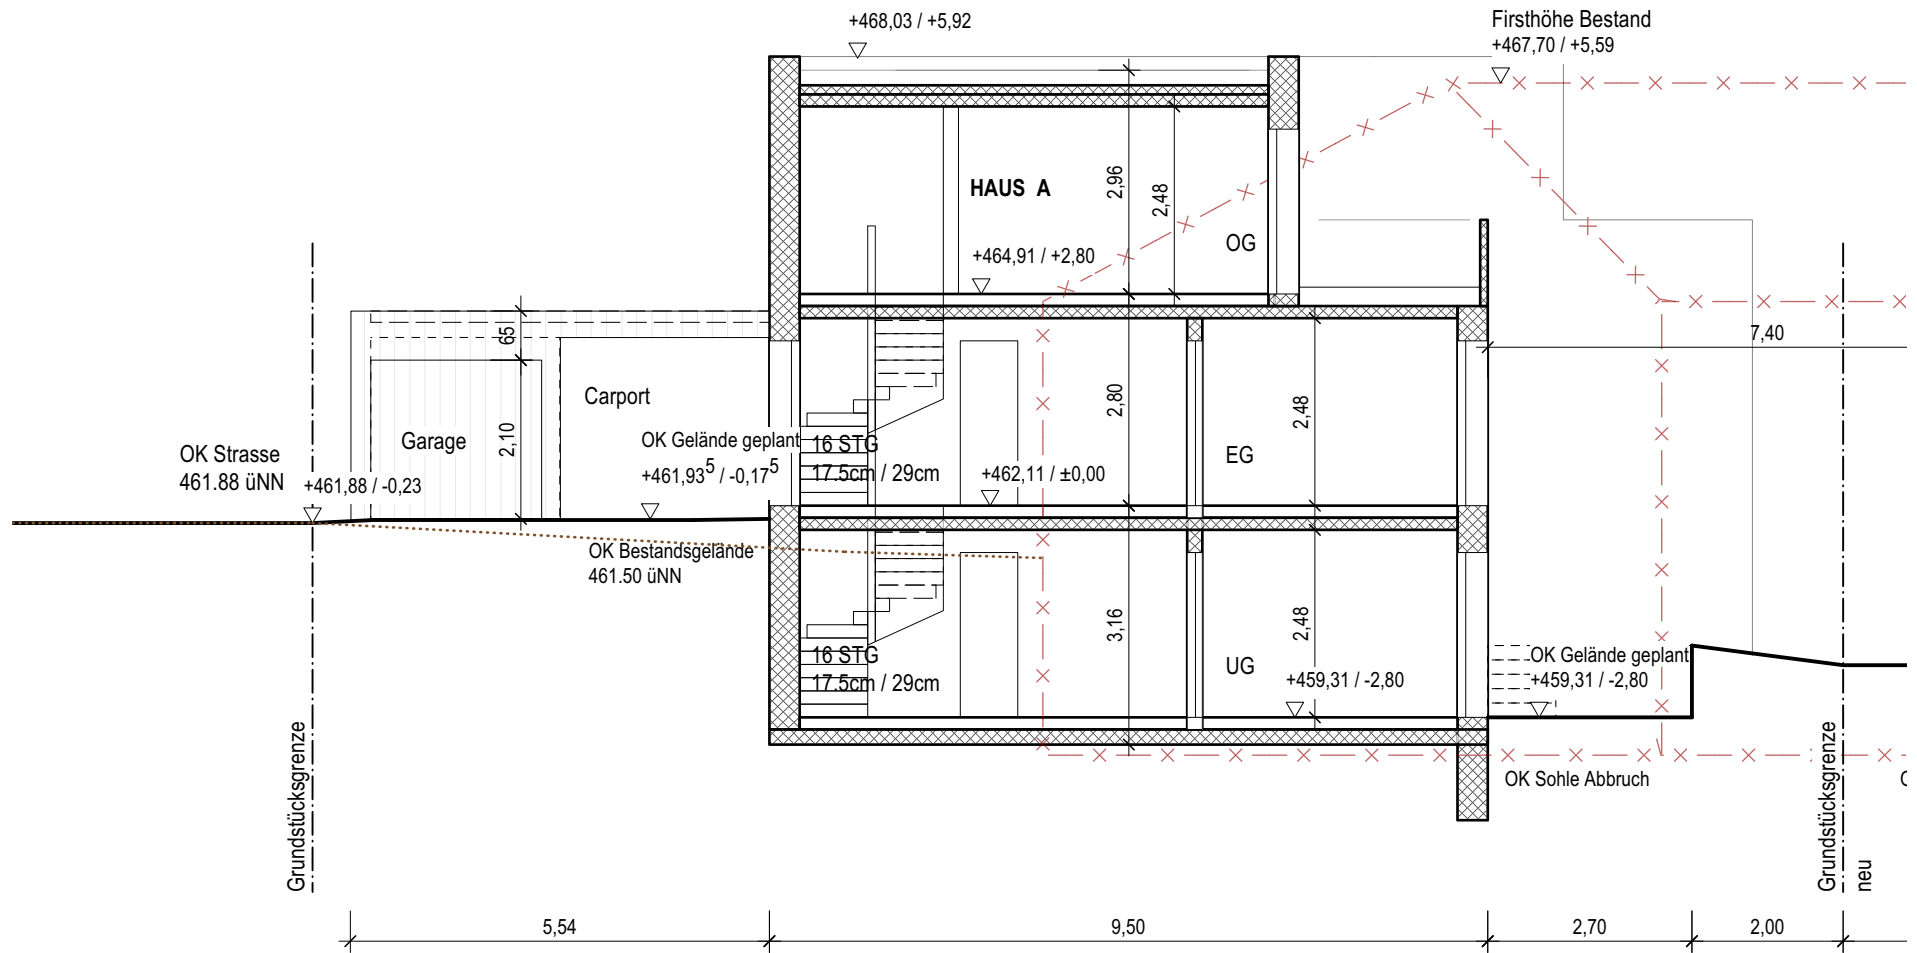 +468,03 / +5,92
Firsthöhe Bestand
+467,70 / +5,59
HAUS A
2,96
2,48
OG
+464,91 / +2,80
65
7,40
Carport
2,80
2,48
Garage
2,10
OK Strasse
461.88 üNN
+461,88 / -0,23
OK Gelände geplant
+461,93⁵ / -0,17⁵
16 STG
17.5cm / 29cm
+462,11 / ±0,00
EG
OK Bestandsgelände
461.50 üNN
3,16
2,48
16 STG
17.5cm / 29cm
UG
+459,31 / -2,80
OK Gelände geplant
+459,31 / -2,80
OK Sohle Abbruch
Grundstücksgrenze
Grundstücksgrenze
neu
5,54
9,50
2,70
2,00